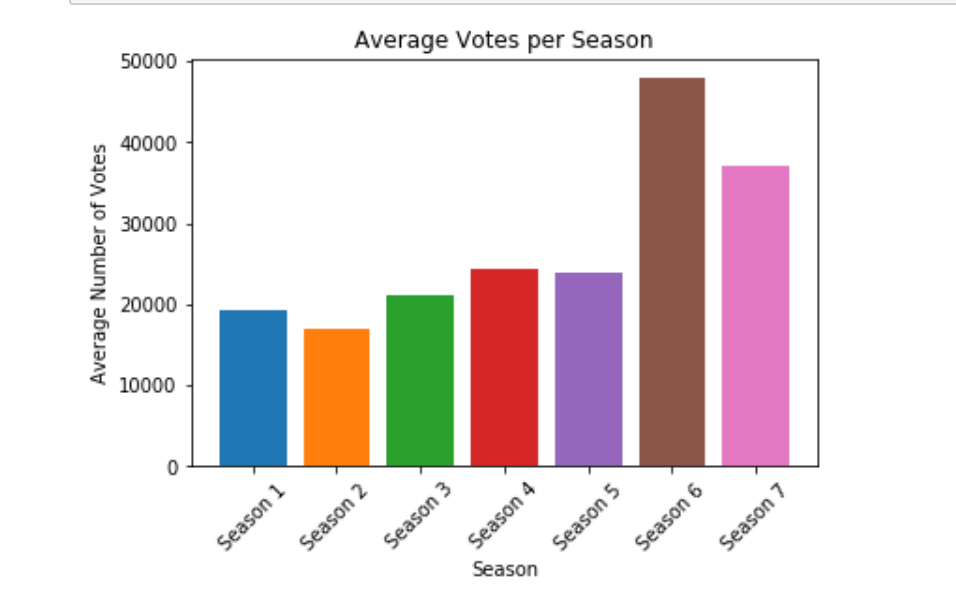 Average Votes per Season
50000
40000
30000
20000
10000
0
Average Number of Votes
Season 1
Season 2
Season 3
Season 4
Season 5
Season 6
Season 7
Season